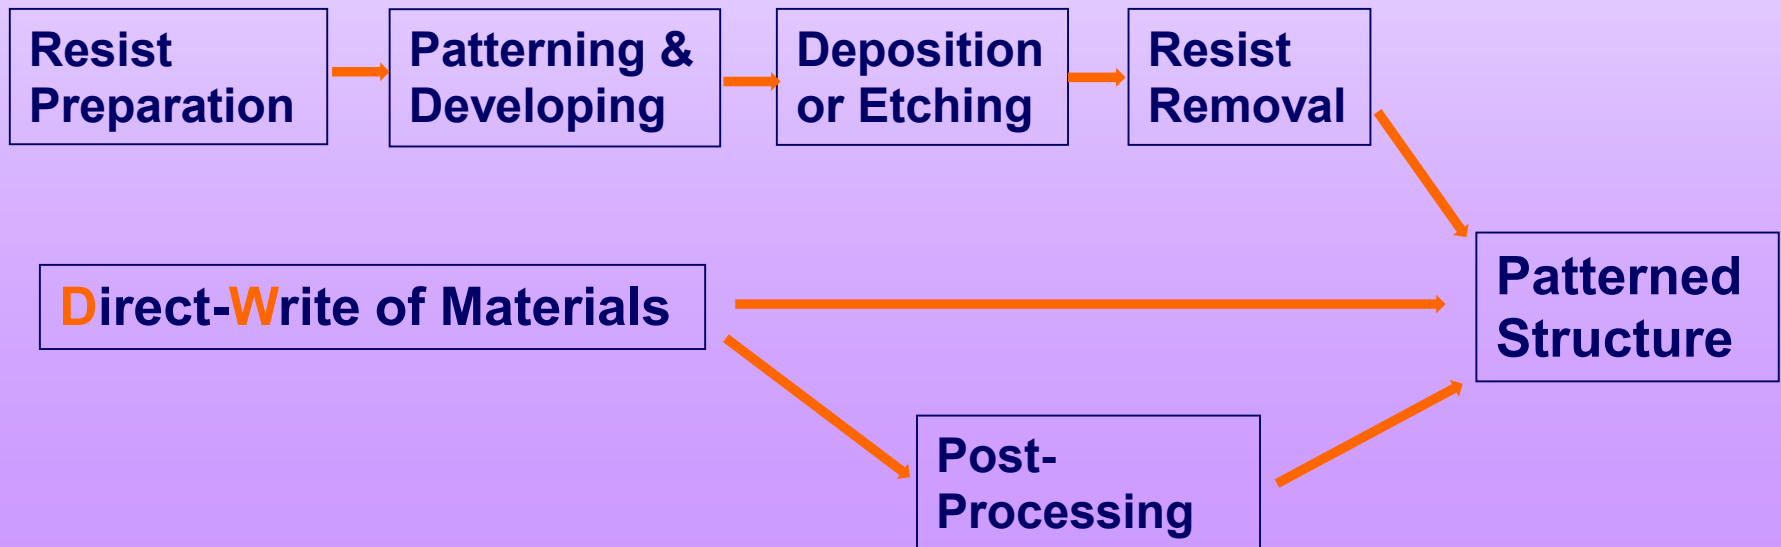 Resist
Preparation
Patterning &
Developing
Deposition
or Etching
Resist
Removal
Direct-Write of Materials
Patterned
Structure
Post-
Processing